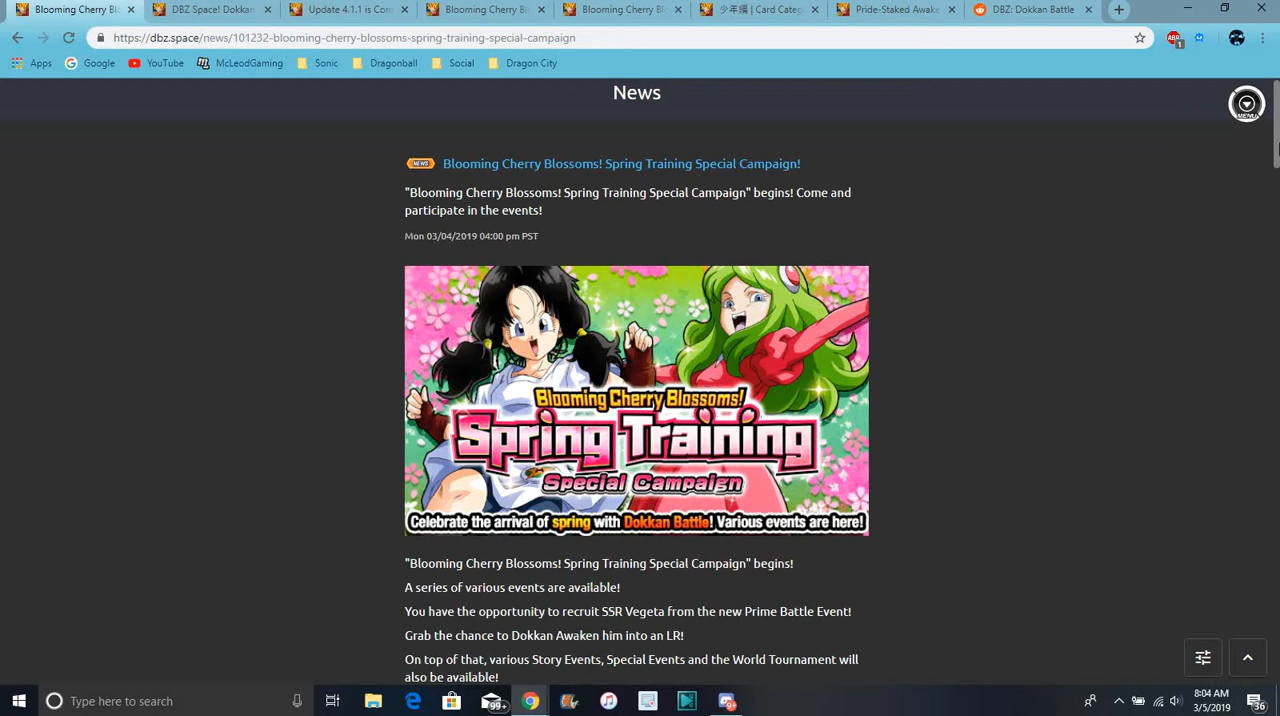 Blooming Cherry Blo
DBZ Space! Dokkan
Update 4.1.1 is Com
Blooming Cherry Bl
Blooming Cherry Bl
少年編 | Card Categ
Pride-Staked Awake
DBZ: Dokkan Battle
https://dbz.space/news/101232-blooming-cherry-blossoms-spring-training-special-campaign
ABP
1
Apps
Google
YouTube
McLeodGaming
Sonic
Dragonball
Social
Dragon City
News
MENU
NEWS Blooming Cherry Blossoms! Spring Training Special Campaign!
"Blooming Cherry Blossoms! Spring Training Special Campaign" begins! Come and
participate in the events!
Mon 03/04/2019 04:00 pm PST
Blooming Cherry Blossoms!
Spring Training
Special Campaign
Celebrate the arrival of spring with Dokkan Battle! Various events are here!
"Blooming Cherry Blossoms! Spring Training Special Campaign" begins!
A series of various events are available!
You have the opportunity to recruit SSR Vegeta from the new Prime Battle Event!
Grab the chance to Dokkan Awaken him into an LR!
On top of that, various Story Events, Special Events and the World Tournament will
also be available!
Type here to search
99+
9+
8:04 AM
3/5/2019
36